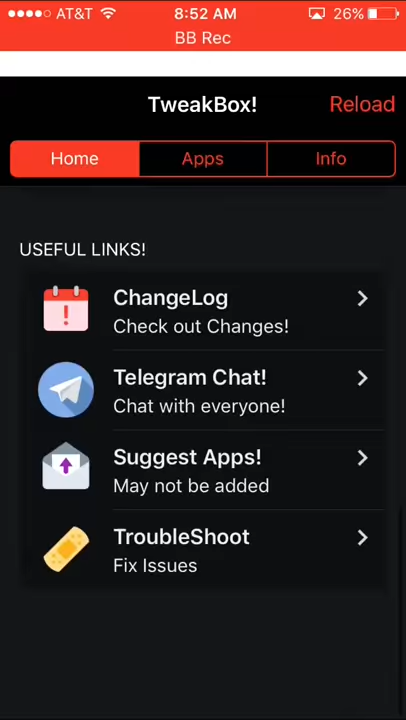 AT&T 8:52 AM 26%
BB Rec
TweakBox! Reload
Home Apps Info
USEFUL LINKS!
ChangeLog
Check out Changes!
Telegram Chat!
Chat with everyone!
Suggest Apps!
May not be added
TroubleShoot
Fix Issues